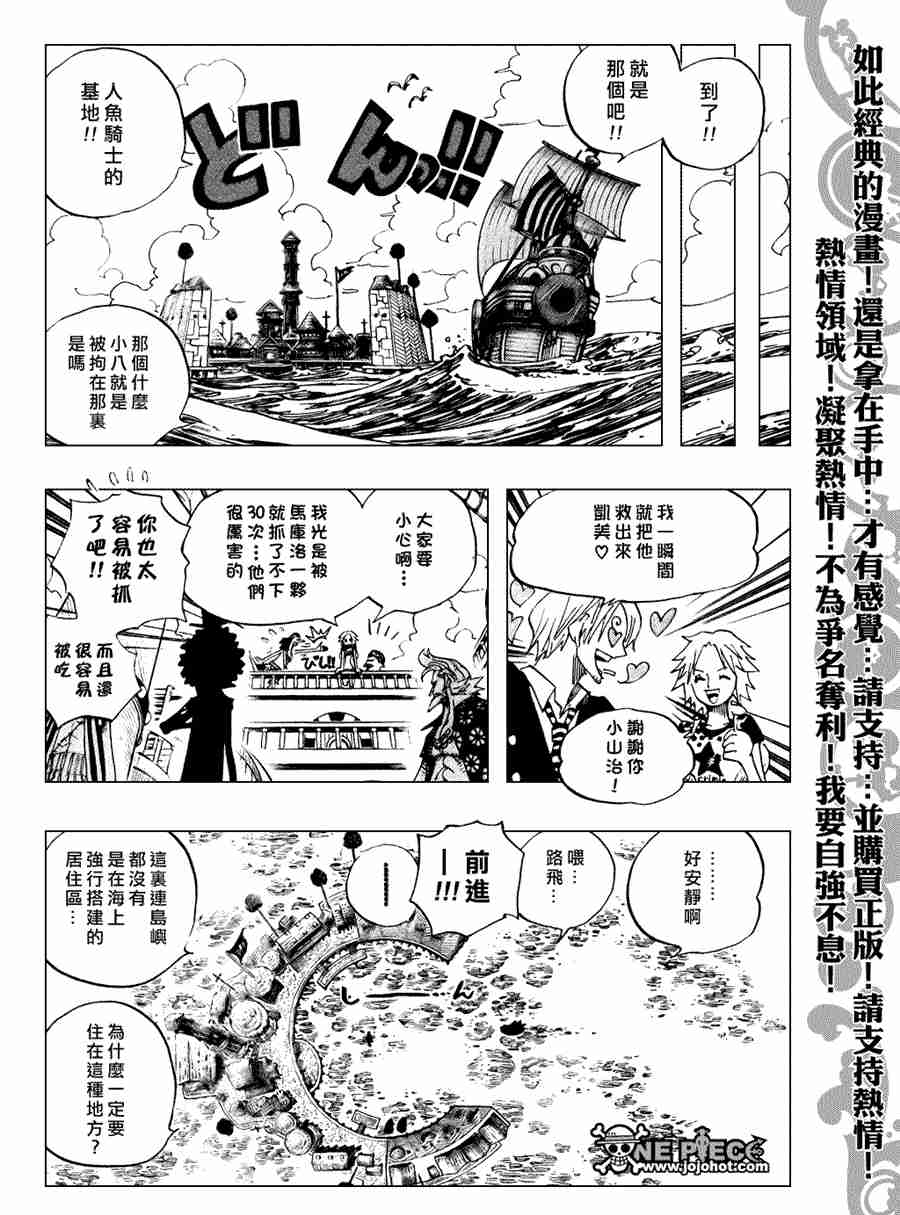 到了!!
就是
那個吧!!
人魚騎士的
基地!!
どんっ!!
那個什麼
小八就是
被拘在那裏
是嗎
我一瞬間
就把他
救出來
凱美♡
謝謝你
小山治!
大家要
小心啊…
我光是被
馬庫洛一夥
就抓了不下
30次…他們
很厲害的
びしっ!!
你也太
容易被抓
了吧!!
而且還
很容易
被吃
………
好安靜啊
喂…
路飛…
前進
——!!!
しーーん
這裏連島嶼
都沒有
是在海上
強行搭建的
居住區…
為什麼一定要
住在這種地方?
ONE PIECE
www.jojohot.com
如此經典的漫畫!還是拿在手中…才有感覺…請支持…並購買正版!請支持熱情!
熱情領域!凝聚熱情!不為爭名奪利!我要自強不息!